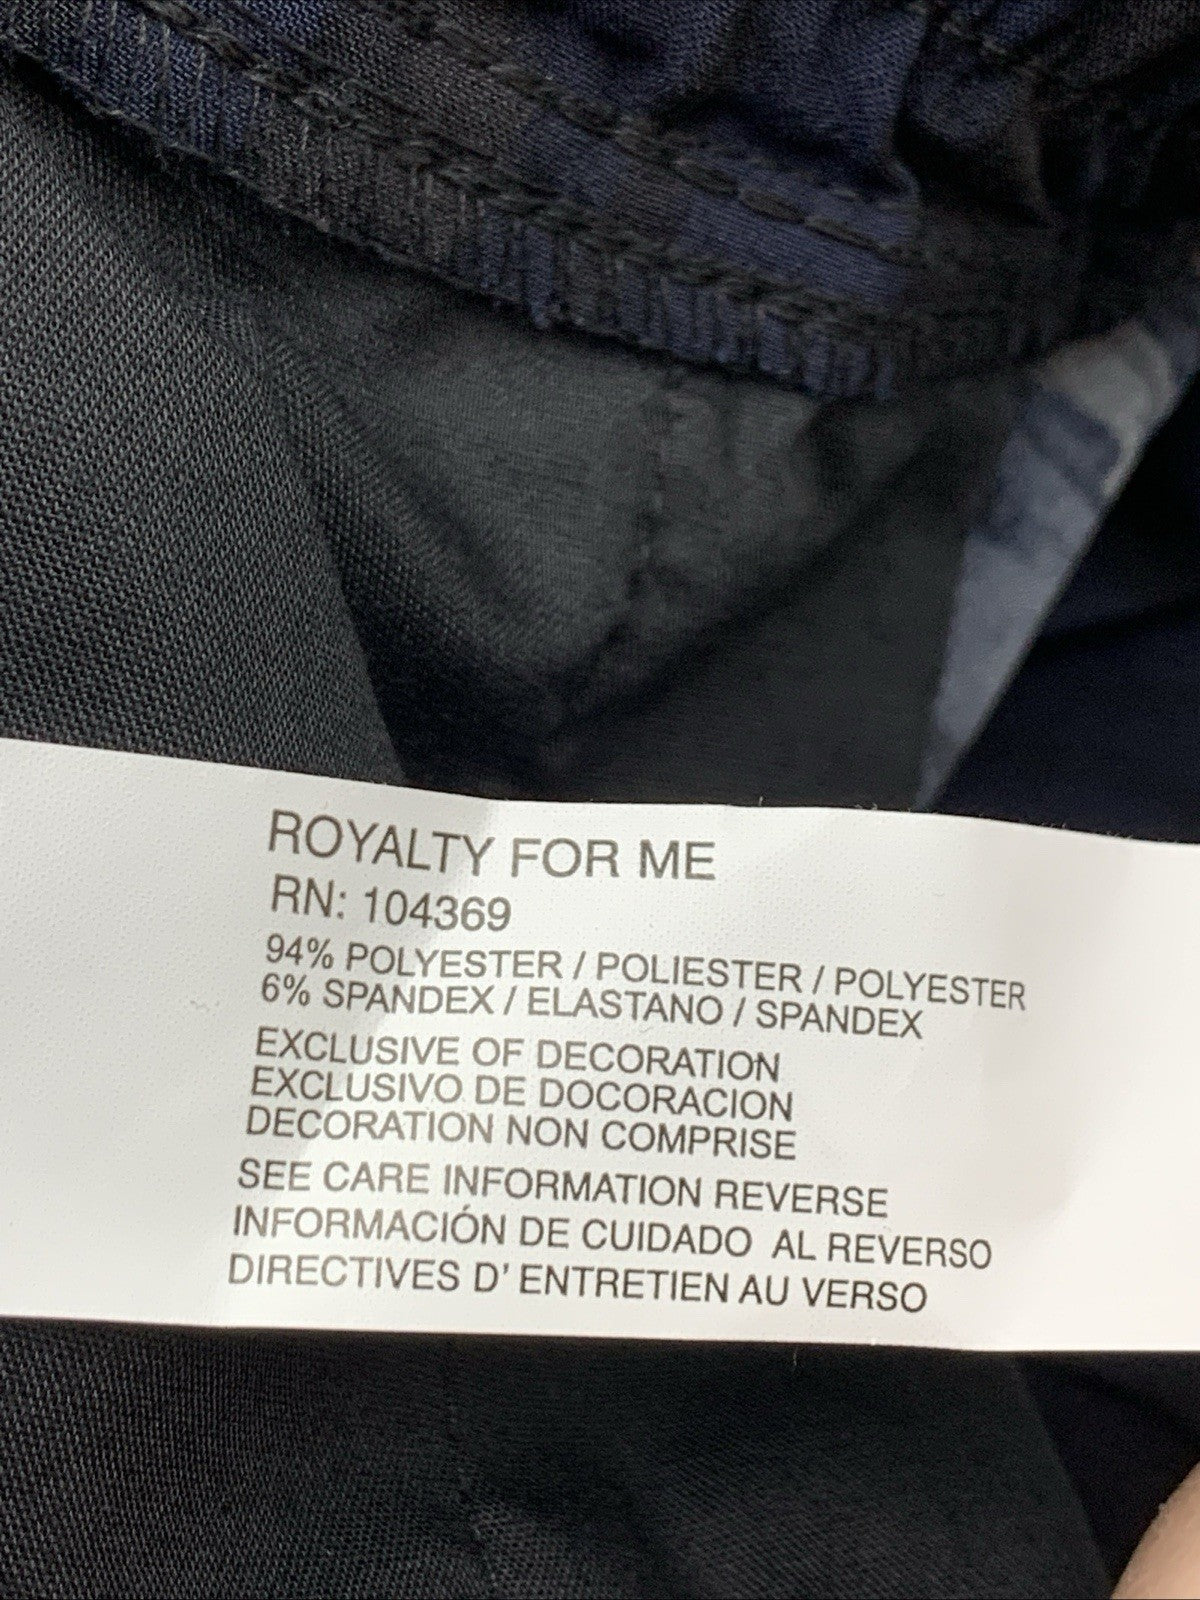 ROYALTY FOR ME
RN: 104369
94% POLYESTER / POLIESTER / POLYESTER
6% SPANDEX / ELASTANO / SPANDEX
EXCLUSIVE OF DECORATION
EXCLUSIVO DE DOCORACION
DECORATION NON COMPRISE
SEE CARE INFORMATION REVERSE
INFORMACIÓN DE CUIDADO AL REVERSO
DIRECTIVES D' ENTRETIEN AU VERSO